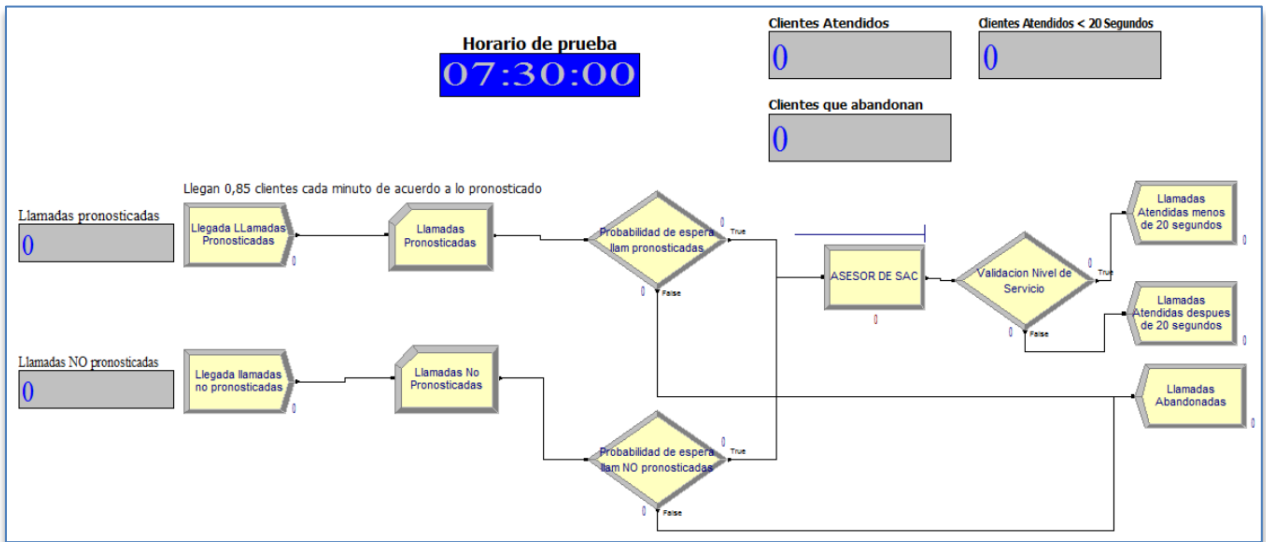 Horario de prueba
07:30:00
Clientes Atendidos
0
Clientes Atendidos < 20 Segundos
0
Clientes que abandonan
0
Llegan 0,85 clientes cada minuto de acuerdo a lo pronosticado
Llamadas pronosticadas
0
Llegada LLamadas
Pronosticadas
0
Llamadas
Pronosticadas
Probabilidad de espera
llam pronosticadas
0
True
0
False
ASESOR DE SAC
0
Validacion Nivel de
Servicio
0
True
0
False
Llamadas
Atendidas menos
de 20 segundos
0
Llamadas
Atendidas despues
de 20 segundos
0
Llamadas
Abandonadas
0
Llamadas NO pronosticadas
0
Llegada llamadas
no pronosticadas
0
Llamadas No
Pronosticadas
Probabilidad de espera
llam NO pronosticadas
0
True
0
False